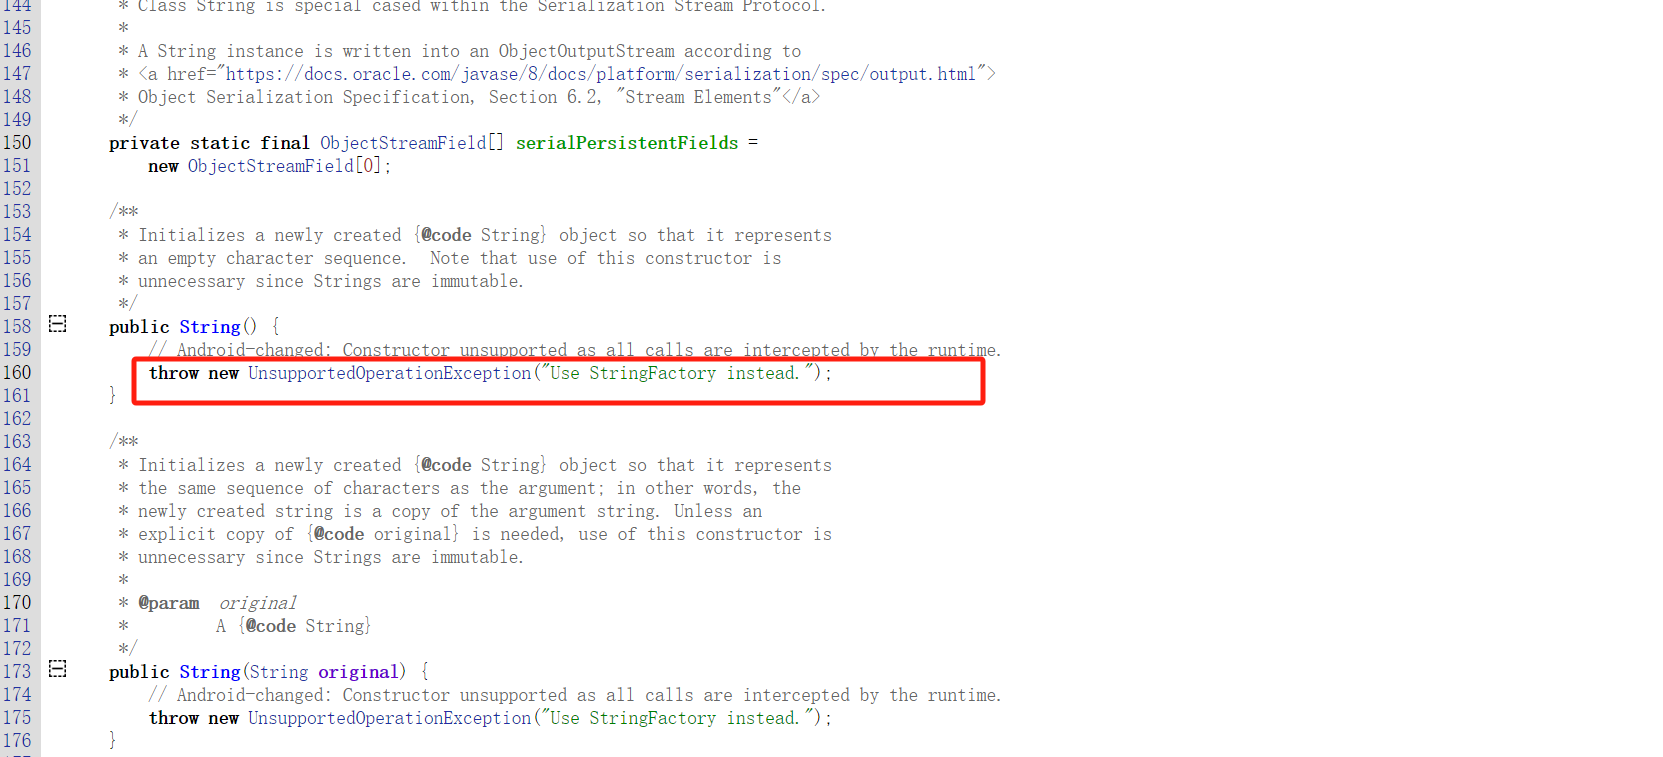 144 * Class String is special cased within the Serialization Stream Protocol.
145 *
146 * A String instance is written into an ObjectOutputStream according to
147 * <a href="https://docs.oracle.com/javase/8/docs/platform/serialization/spec/output.html">
148 * Object Serialization Specification, Section 6.2, "Stream Elements"</a>
149 */
150 private static final ObjectStreamField[] serialPersistentFields =
151 new ObjectStreamField[0];
152
153 /**
154 * Initializes a newly created {@code String} object so that it represents
155 * an empty character sequence.  Note that use of this constructor is
156 * unnecessary since Strings are immutable.
157 */
158 public String() {
159 // Android-changed: Constructor unsupported as all calls are intercepted by the runtime.
160 throw new UnsupportedOperationException("Use StringFactory instead.");
161 }
162
163 /**
164 * Initializes a newly created {@code String} object so that it represents
165 * the same sequence of characters as the argument; in other words, the
166 * newly created string is a copy of the argument string. Unless an
167 * explicit copy of {@code original} is needed, use of this constructor is
168 * unnecessary since Strings are immutable.
169 *
170 * @param  original
171 * A {@code String}
172 */
173 public String(String original) {
174 // Android-changed: Constructor unsupported as all calls are intercepted by the runtime.
175 throw new UnsupportedOperationException("Use StringFactory instead.");
176 }